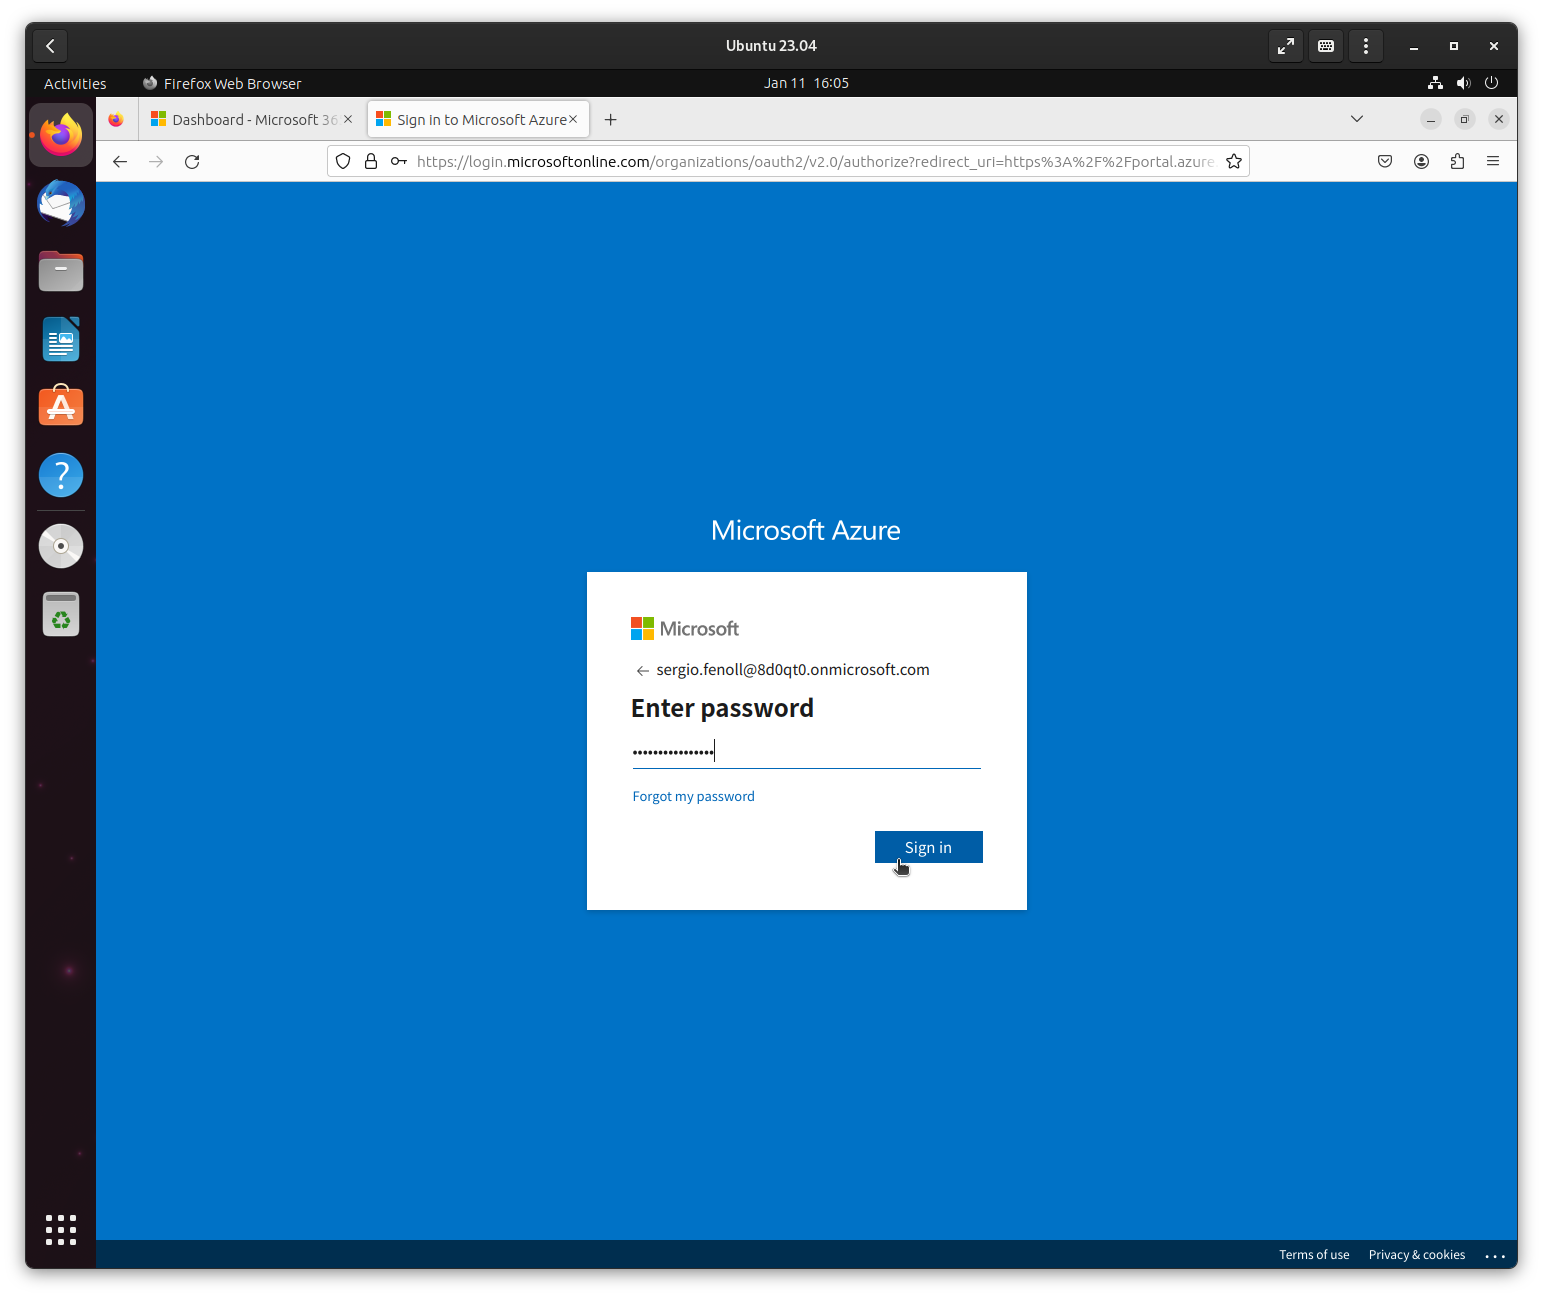 Ubuntu 23.04
Activities
Firefox Web Browser
Jan 11 16:05
Dashboard - Microsoft 36
Sign in to Microsoft Azure
https://login.microsoftonline.com/organizations/oauth2/v2.0/authorize?redirect_uri=https%3A%2F%2Fportal.azure
Microsoft Azure
Microsoft
sergio.fenoll@8d0qt0.onmicrosoft.com
Enter password
••••••••••••••••
Forgot my password
Sign in
Terms of use
Privacy & cookies
...